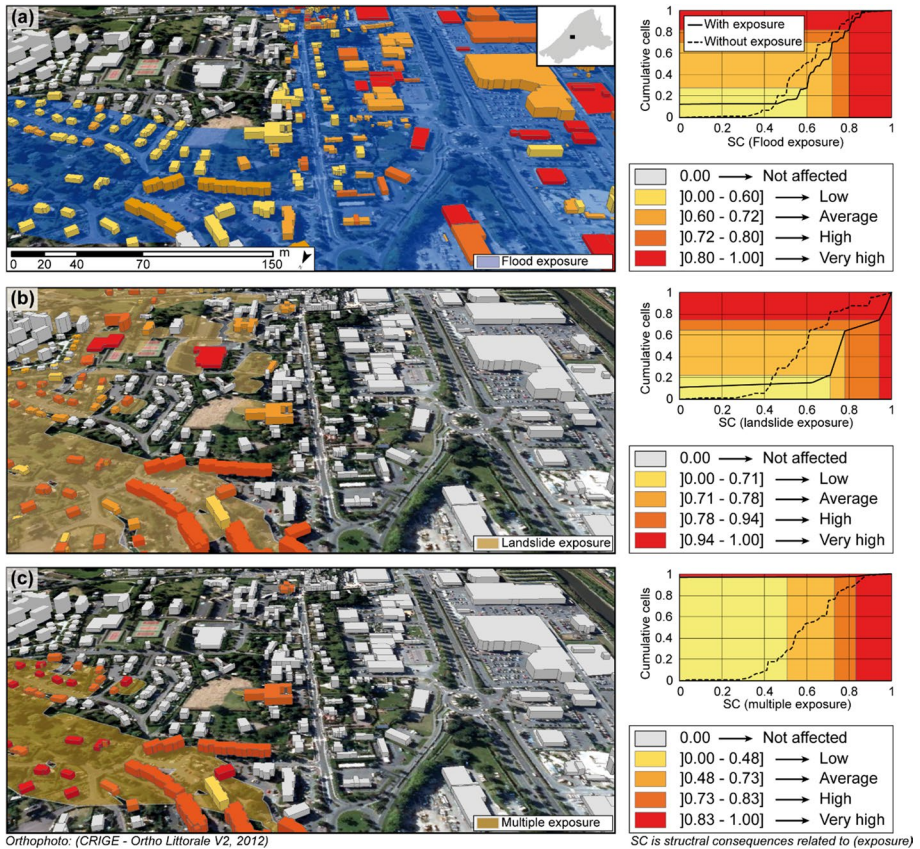 (a)
0 20 40 70 150
m
Flood exposure
With exposure
Without exposure
Cumulative cells
1
0.8
0.6
0.4
0.2
0
0 0.2 0.4 0.6 0.8 1
SC (Flood exposure)
0.00 → Not affected
]0.00 - 0.60] → Low
]0.60 - 0.72] → Average
]0.72 - 0.80] → High
]0.80 - 1.00] → Very high
(b)
Landslide exposure
Cumulative cells
1
0.8
0.6
0.4
0.2
0
0 0.2 0.4 0.6 0.8 1
SC (landslide exposure)
0.00 → Not affected
]0.00 - 0.71] → Low
]0.71 - 0.78] → Average
]0.78 - 0.94] → High
]0.94 - 1.00] → Very high
(c)
Multiple exposure
Cumulative cells
1
0.8
0.6
0.4
0.2
0
0 0.2 0.4 0.6 0.8 1
SC (multiple exposure)
0.00 → Not affected
]0.00 - 0.48] → Low
]0.48 - 0.73] → Average
]0.73 - 0.83] → High
]0.83 - 1.00] → Very high
Orthophoto: (CRIGE - Ortho Littorale V2, 2012)
SC is structral consequences related to (exposure)